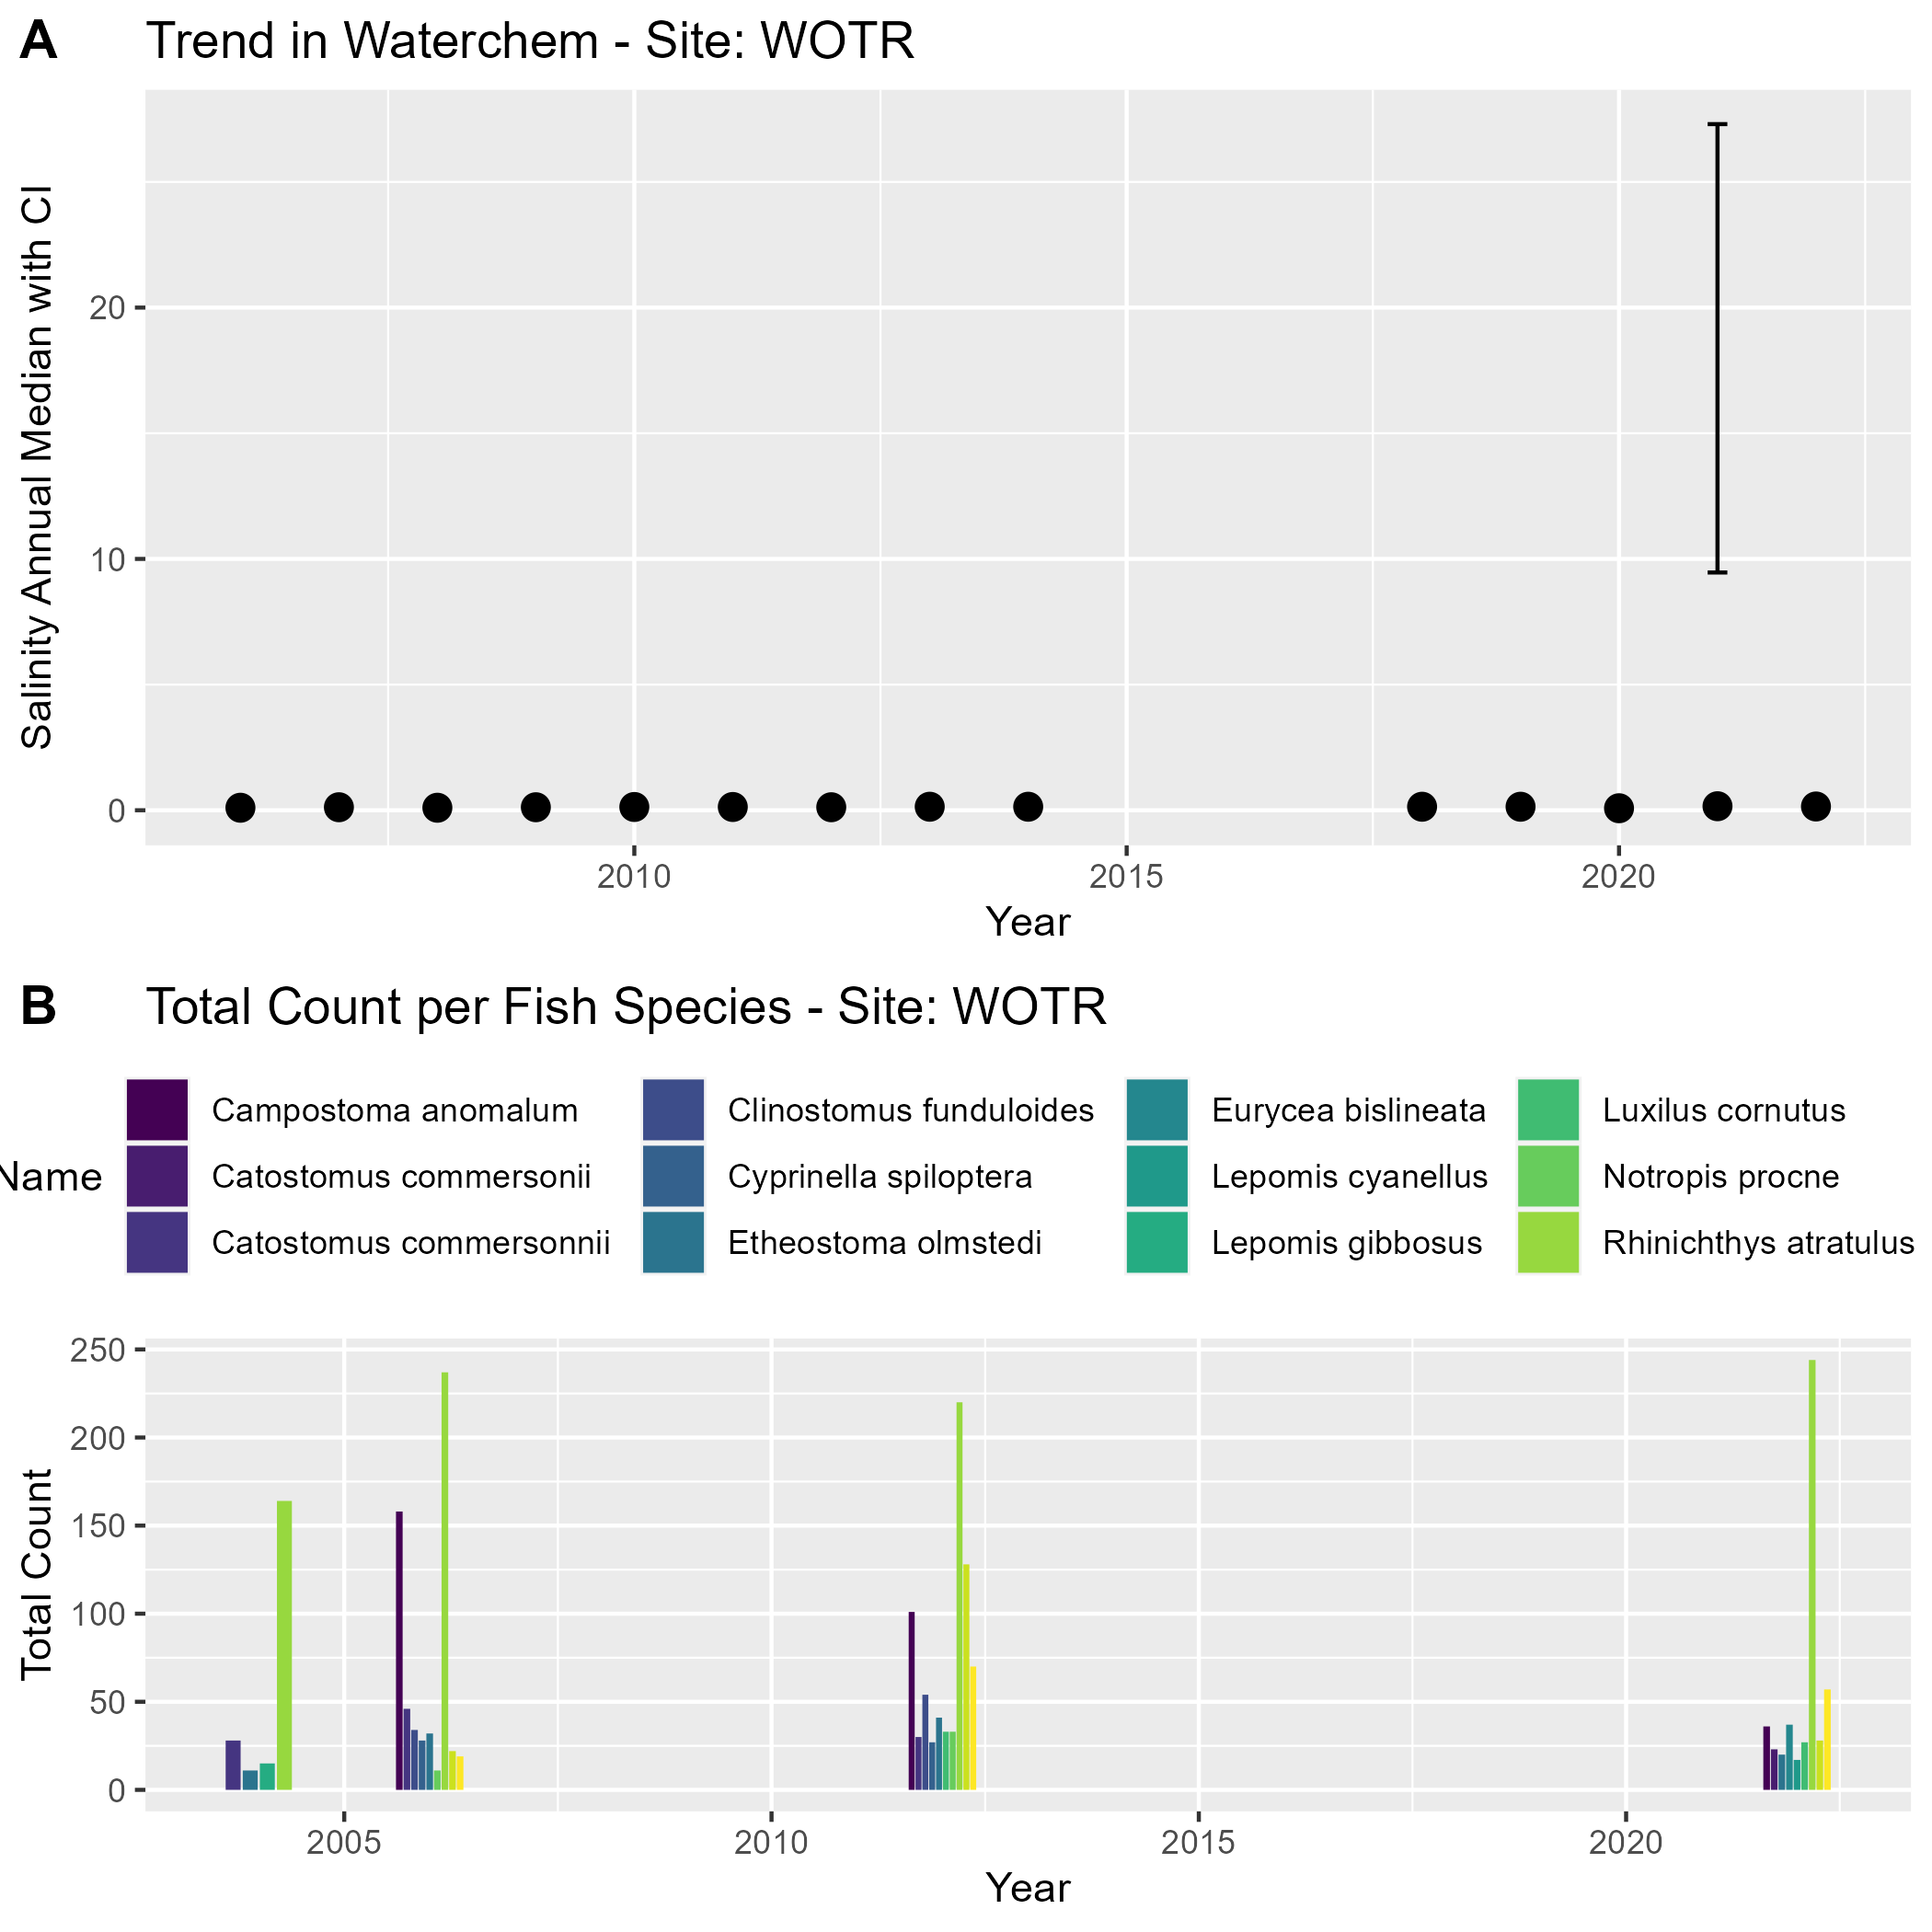 A Trend in Waterchem - Site: WOTR
Salinity Annual Median with CI
20
10
0
2010 2015 2020
Year
B Total Count per Fish Species - Site: WOTR
Name
Campostoma anomalum Clinostomus funduloides Eurycea bislineata Luxilus cornutus
Catostomus commersonii Cyprinella spiloptera Lepomis cyanellus Notropis procne
Catostomus commersonnii Etheostoma olmstedi Lepomis gibbosus Rhinichthys atratulus
Total Count
250
200
150
100
50
0
2005 2010 2015 2020
Year